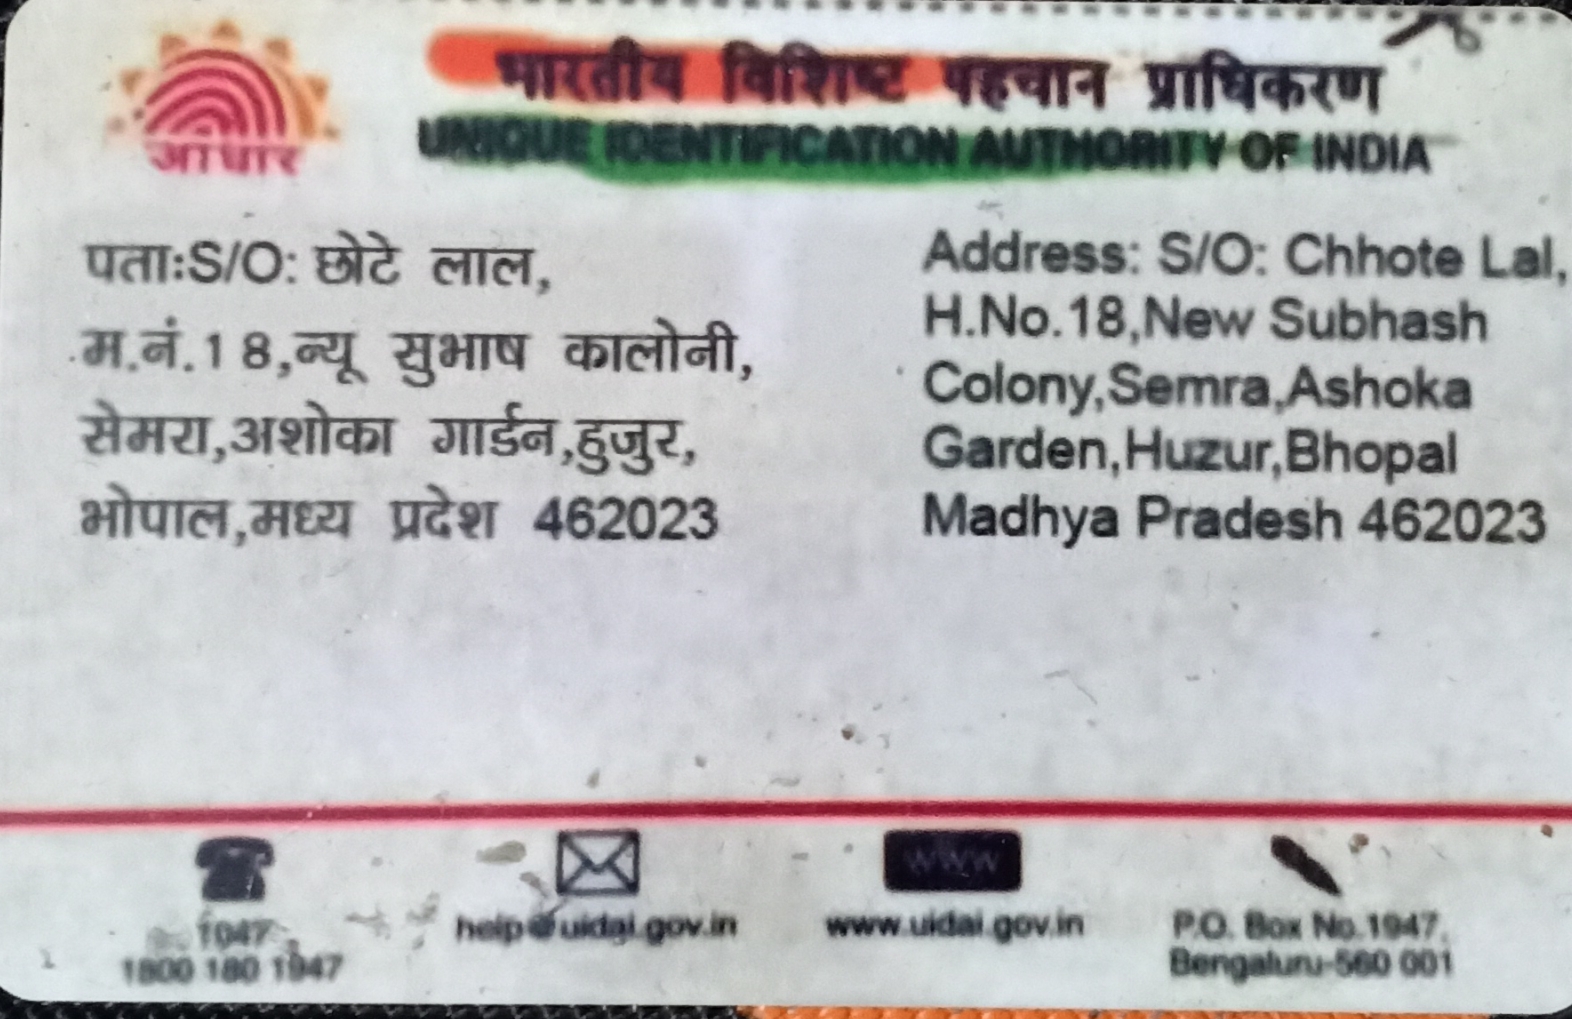 भारतीय विशिष्ट पहचान प्राधिकरण
UNIQUE IDENTIFICATION AUTHORITY OF INDIA
आधार
पताः:S/O: छोटे लाल,
म.नं.18,न्यू सुभाष कालोनी,
सेमरा,अशोका गार्डन,हुजुर,
भोपाल,मध्य प्रदेश 462023
Address: S/O: Chhote Lal,
H.No.18,New Subhash
Colony,Semra,Ashoka
Garden,Huzur,Bhopal
Madhya Pradesh 462023
1947
1800 180 1947
help@uidai.gov.in
WWW
www.uidai.gov.in
P.O. Box No.1947,
Bengaluru-560 001